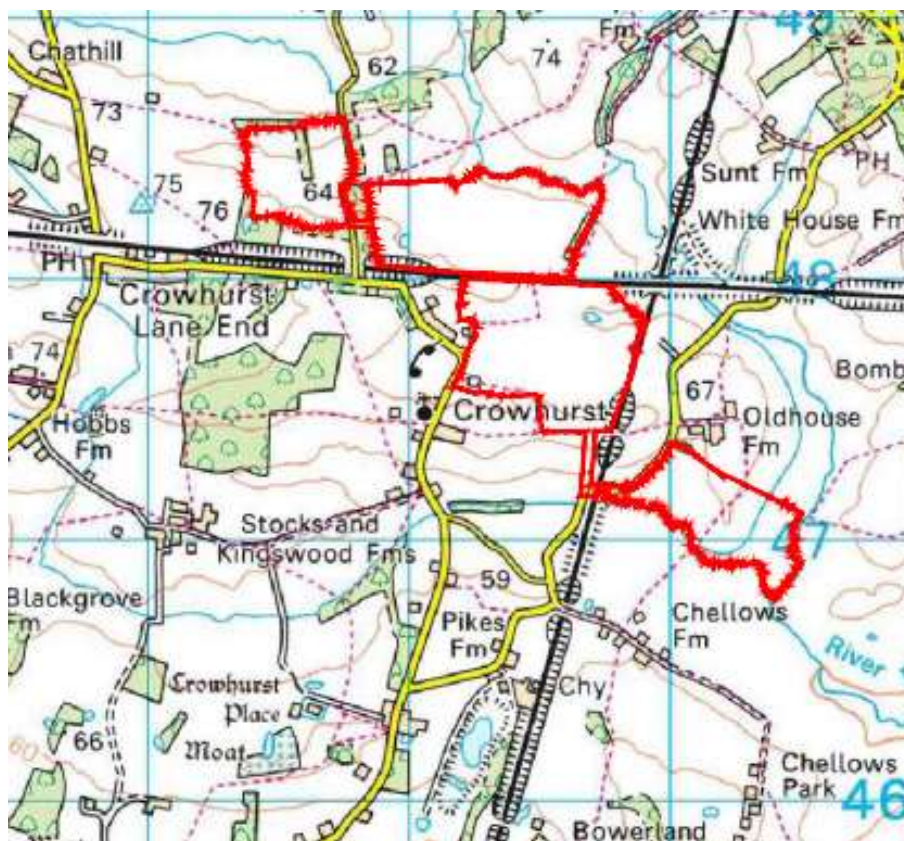 Chathill
62
Fm
74
49
73
PH
Sunt Fm
75
76
64
White House Fm
PH
48
Crowhurst
Lane End
74
Bomb
67
Crowhurst
Oldhouse
Fm
Hobbs
Fm
Stocks and
Kingswood Fms
47
59
Blackgrove
Fm
Chellows
Fm
Pikes
Fm
River
Crowhurst
Place
Chy
Moat
66
60
Chellows
Park
46
Bowerland